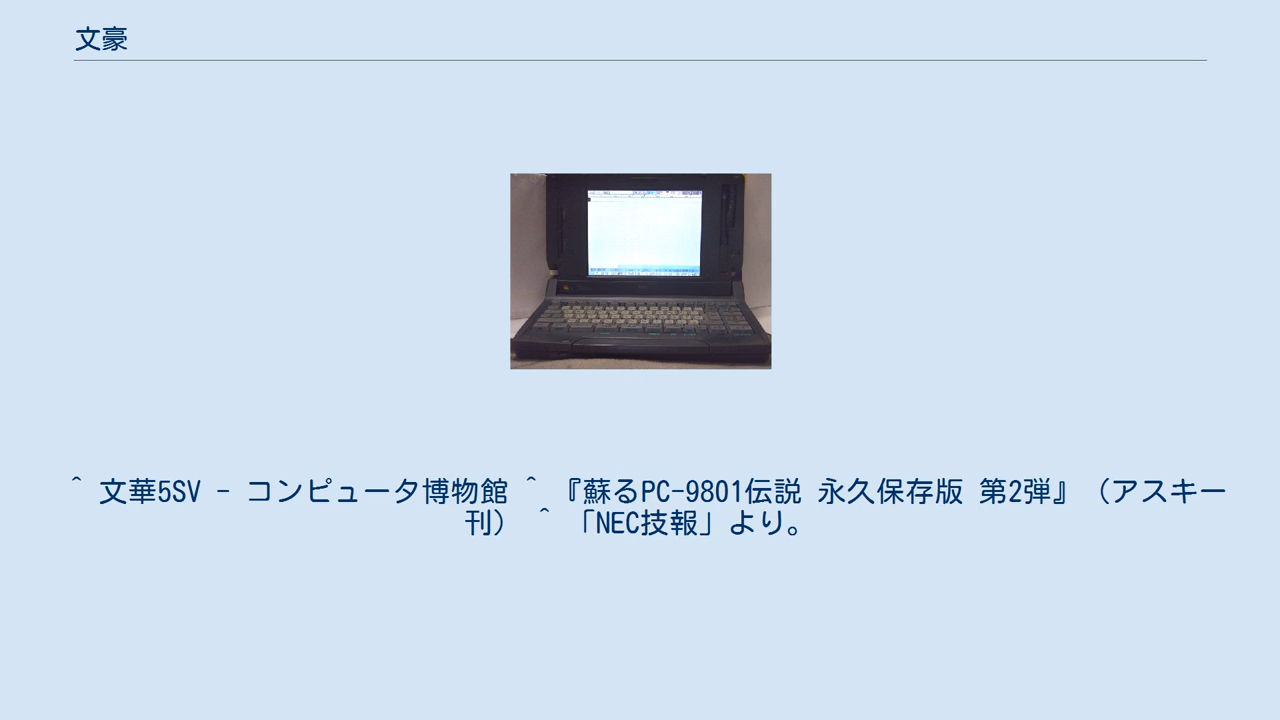 文豪
^ 文華5SV - コンピュータ博物館 ^ 『蘇るPC-9801伝説 永久保存版 第2弾』（アスキー
刊） ^ 「NEC技報」より。